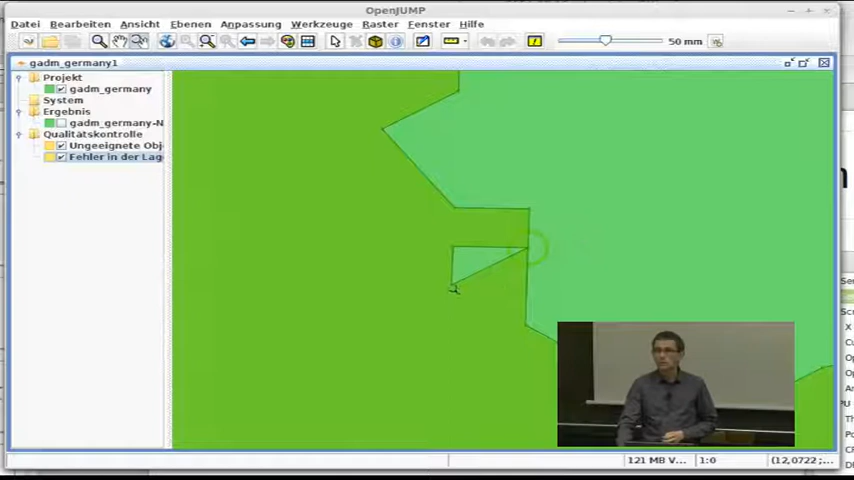 OpenJUMP
Datei Bearbeiten Ansicht Ebenen Anpassung Werkzeuge Raster Fenster Hilfe
50 mm
gadm_germany1
Projekt
gadm_germany
System
Ergebnis
gadm_germany-N
Qualitätskontrolle
Ungeeignete Obj
Fehler in der Lag
121 MB V... 1:0 (12,0722 ;...